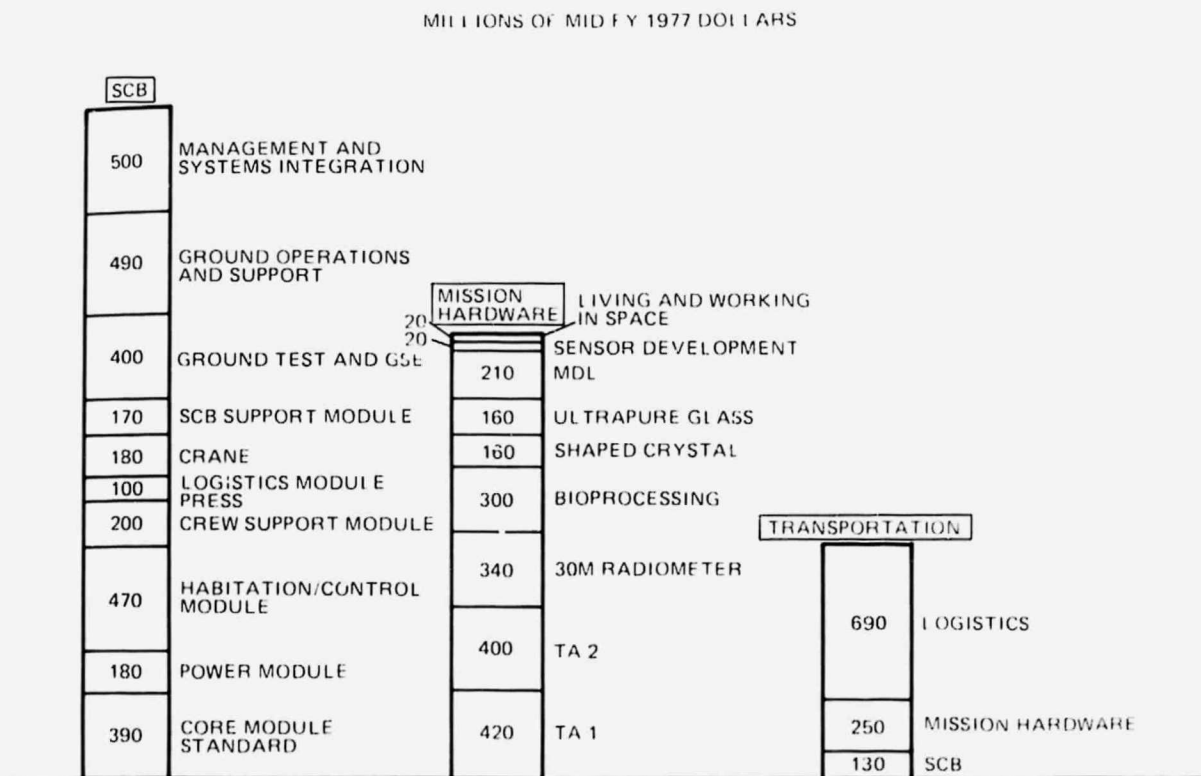 MILLIONS OF MID FY 1977 DOLLARS
SCB
500
MANAGEMENT AND
SYSTEMS INTEGRATION
490
GROUND OPERATIONS
AND SUPPORT
400
GROUND TEST AND GSE
170
SCB SUPPORT MODULE
180
CRANE
100
LOGISTICS MODULE
PRESS
200
CREW SUPPORT MODULE
470
HABITATION/CONTROL
MODULE
180
POWER MODULE
390
CORE MODULE
STANDARD
MISSION
HARDWARE
20
LIVING AND WORKING
IN SPACE
20
SENSOR DEVELOPMENT
210
MDL
160
ULTRAPURE GLASS
160
SHAPED CRYSTAL
300
BIOPROCESSING
340
30M RADIOMETER
400
TA 2
420
TA 1
TRANSPORTATION
690
LOGISTICS
250
MISSION HARDWARE
130
SCB